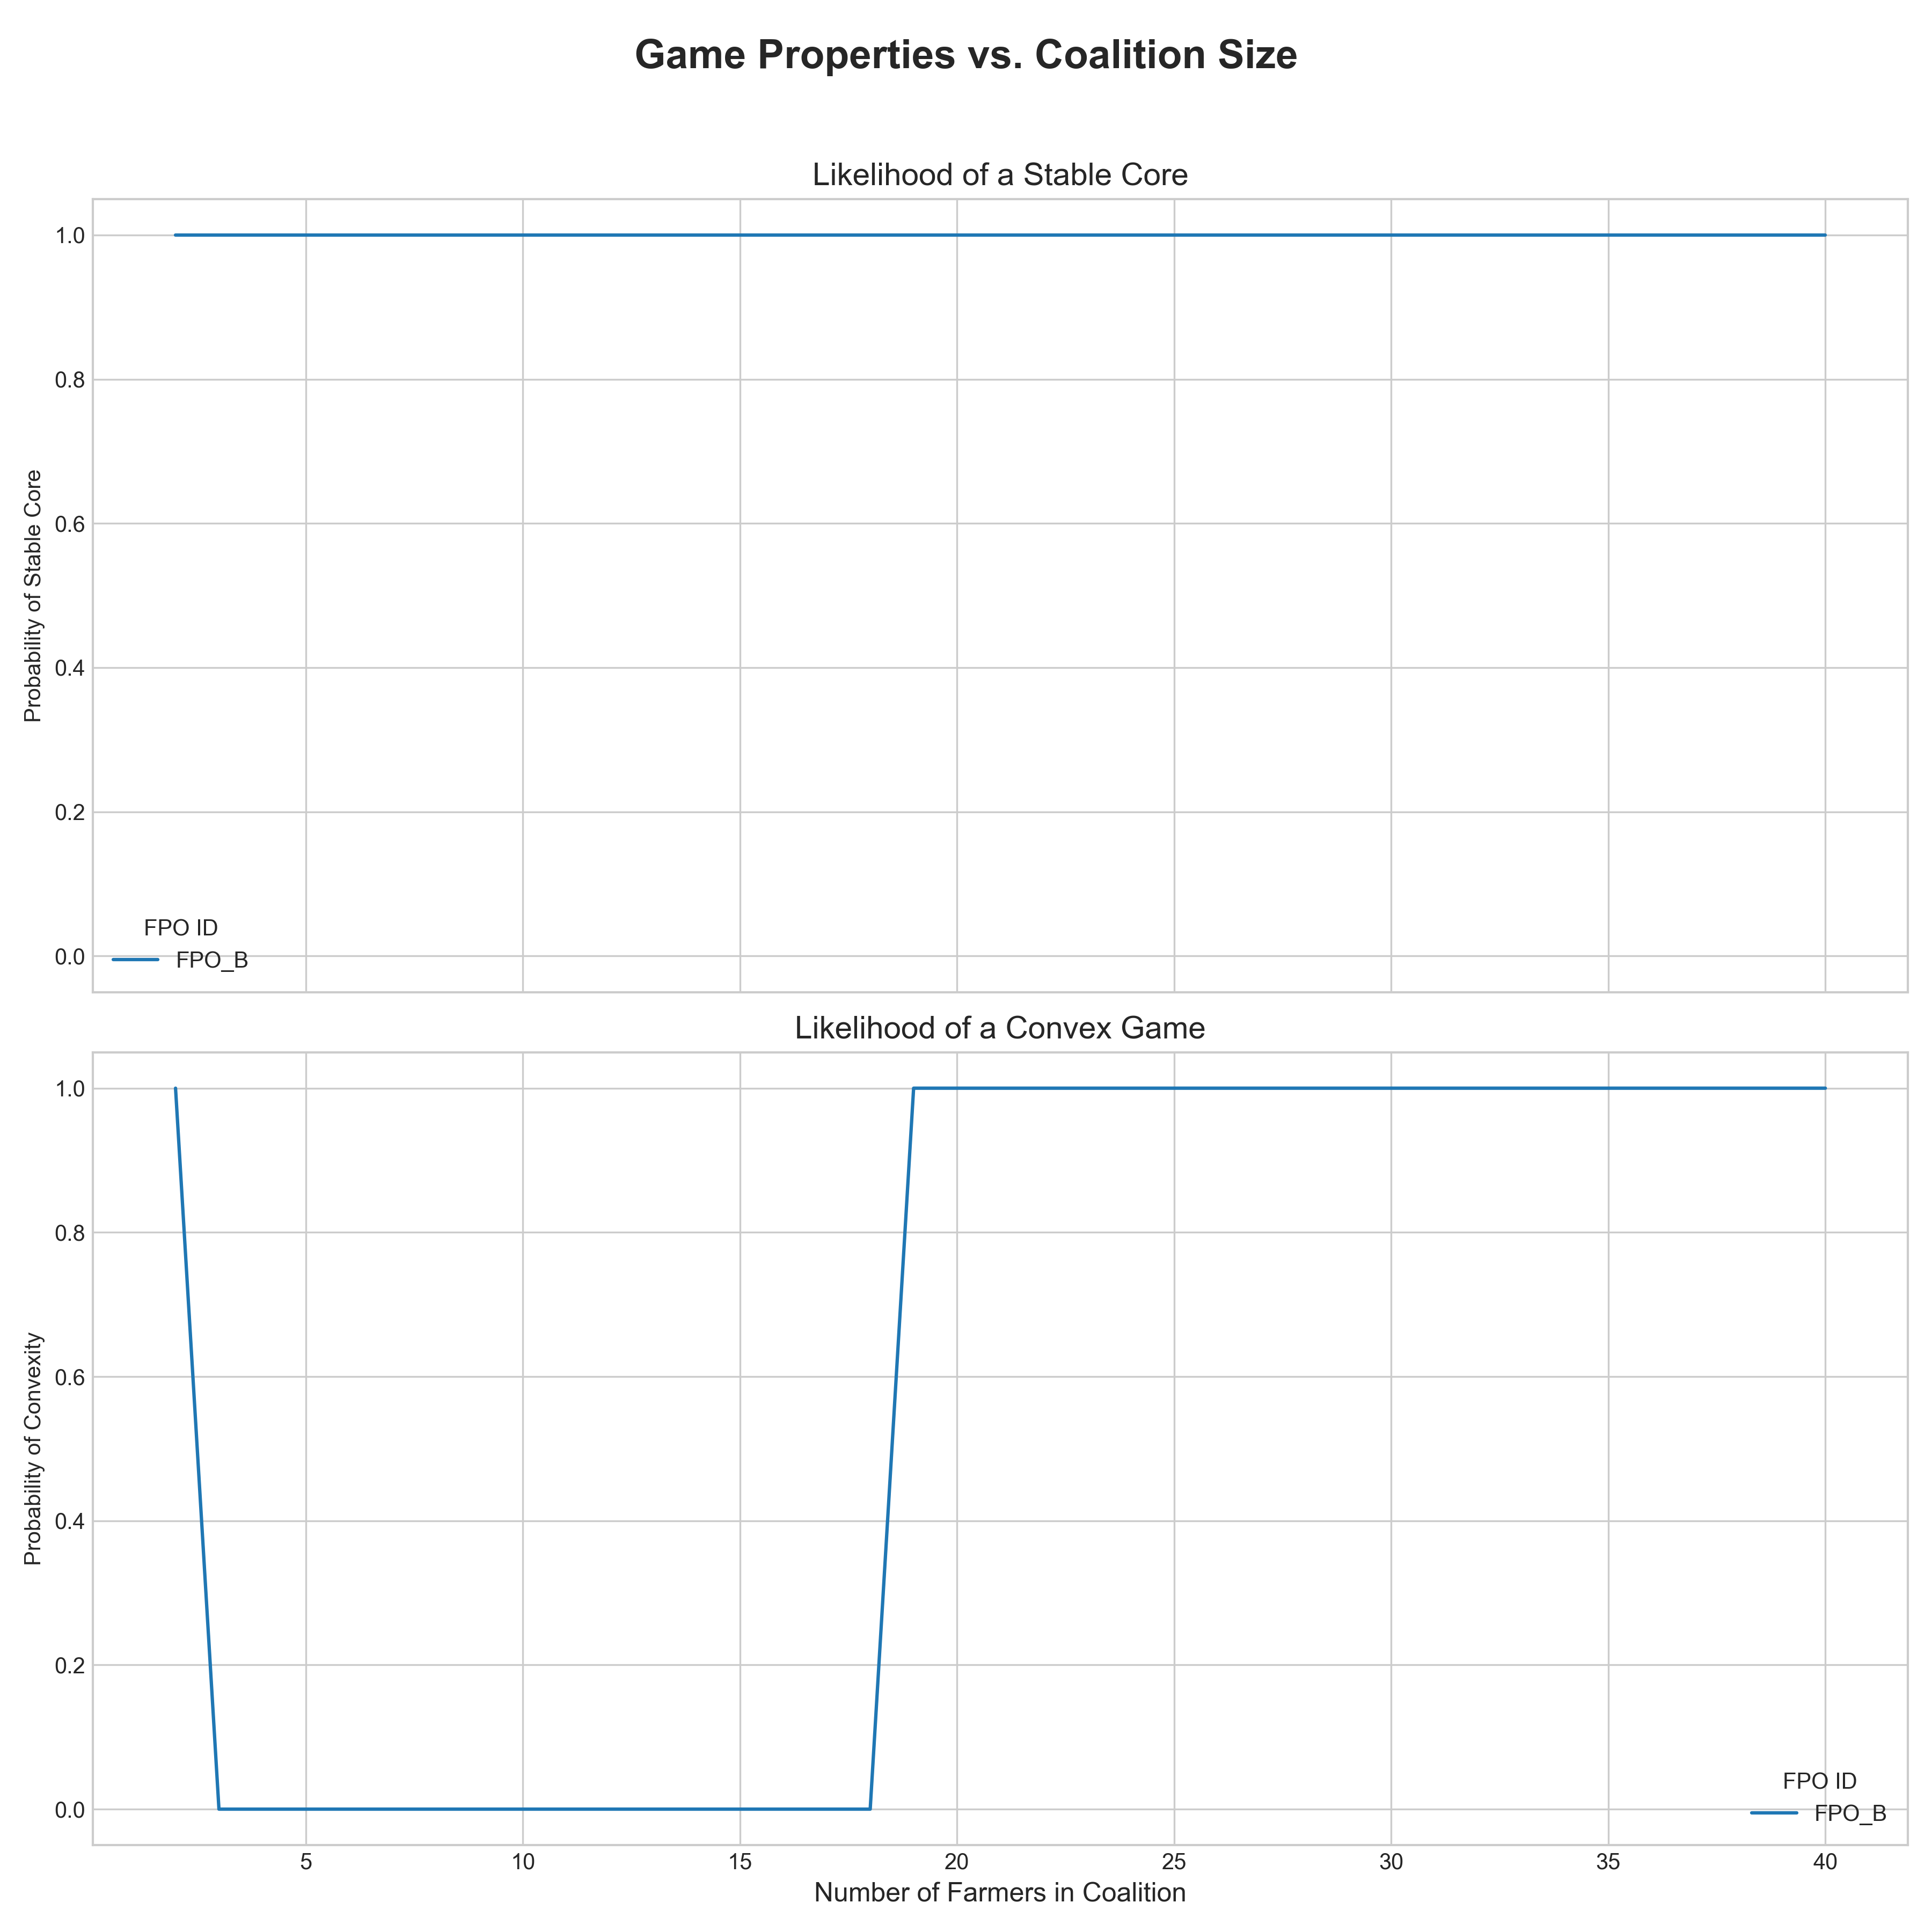 Game Properties vs. Coalition Size
Likelihood of a Stable Core
1.0
0.8
0.6
0.4
0.2
0.0
Probability of Stable Core
FPO ID
FPO_B
Likelihood of a Convex Game
1.0
0.8
0.6
0.4
0.2
0.0
Probability of Convexity
FPO ID
FPO_B
5 10 15 20 25 30 35 40
Number of Farmers in Coalition